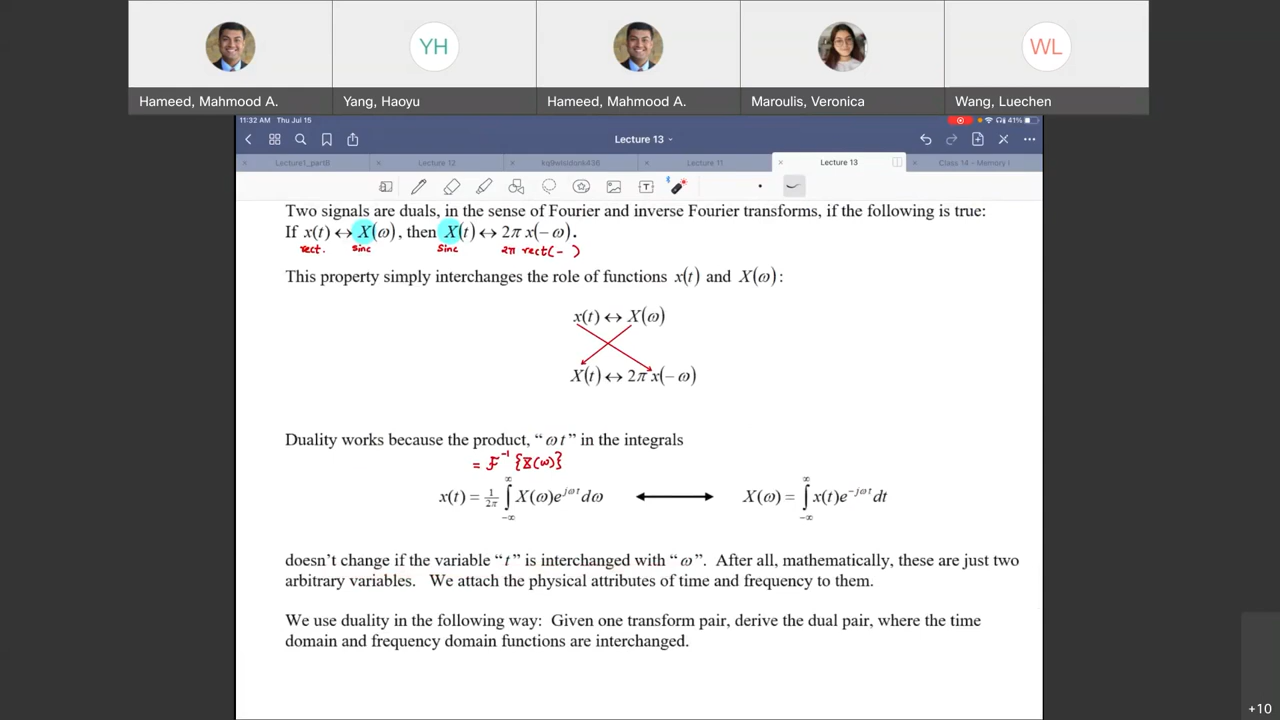 YH
WL
Hameed, Mahmood A.
Yang, Haoyu
Hameed, Mahmood A.
Maroulis, Veronica
Wang, Luechen
11:32 AM Thu Jul 15
41%
Lecture 13
Lecture1_partB
Lecture 12
Lecture 11
Lecture 13
Class 14 - Memory I
Two signals are duals, in the sense of Fourier and inverse Fourier transforms, if the following is true:
If x(t) ↔ X(ω), then X(t) ↔ 2π x(−ω).
rect. sinc sinc 2π rect(− )
This property simply interchanges the role of functions x(t) and X(ω):
x(t) ↔ X(ω)
X(t) ↔ 2π x(−ω)
Duality works because the product, “ω t” in the integrals
= F⁻¹ {X(ω)}
x(t) = 1/2π ∫_{−∞}^{∞} X(ω)e^{jωt} dω ⟷ X(ω) = ∫_{−∞}^{∞} x(t)e^{−jωt} dt
doesn’t change if the variable “t” is interchanged with “ω”. After all, mathematically, these are just two
arbitrary variables. We attach the physical attributes of time and frequency to them.
We use duality in the following way: Given one transform pair, derive the dual pair, where the time
domain and frequency domain functions are interchanged.
+10